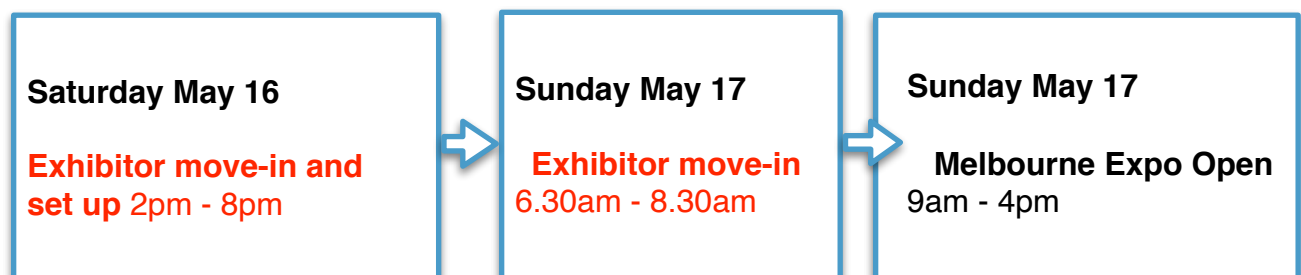 Saturday May 16
Exhibitor move-in and
set up 2pm - 8pm
Sunday May 17
Exhibitor move-in
6.30am - 8.30am
Sunday May 17
Melbourne Expo Open
9am - 4pm